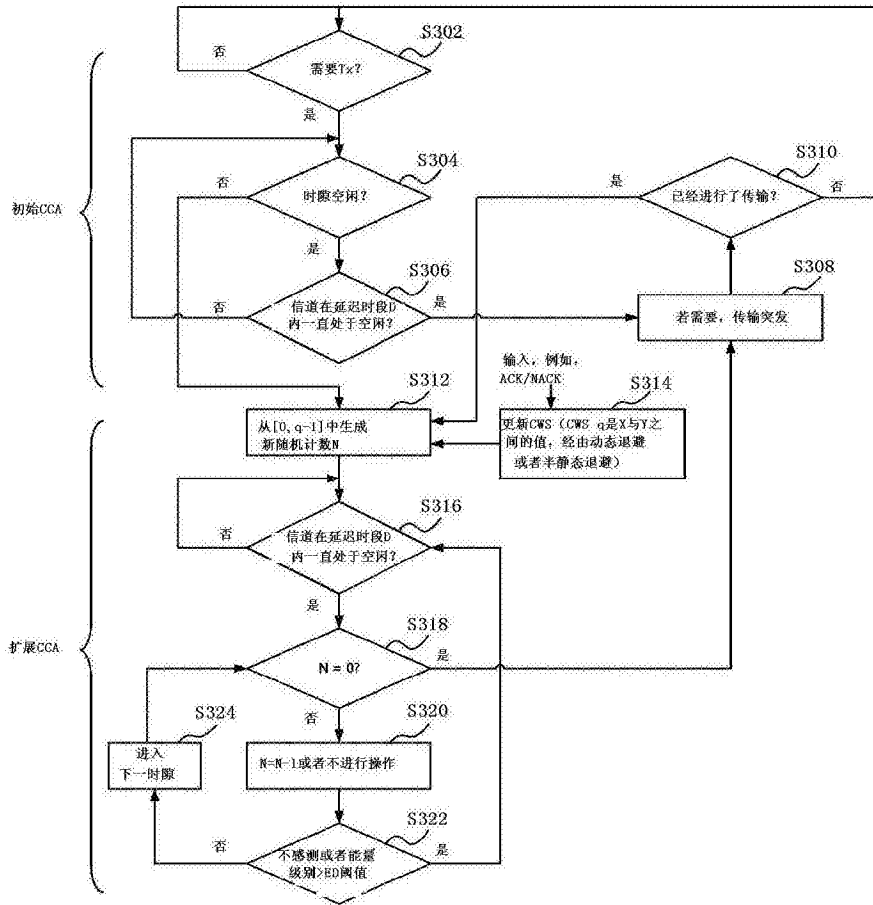 S302
否
需要Tx?
是
S304
S310
否
时隙空闲?
是
已经进行了传输?
否
初始CCA
是
S306
S308
否
信道在延迟时段D
内一直处于空闲?
是
若需要，传输突发
输入，例如，
ACK/NACK
S312
S314
从[0, q-1]中生成
新随机计数N
更新CWS（CWS q是X与Y之
间的值，经由动态退避
或者半静态退避）
S316
否
信道在延迟时段D
内一直处于空闲?
是
扩展CCA
S318
N = 0?
是
否
S324
S320
进入
下一时隙
N=N-1或者不进行操作
S322
否
不感测或者能量
级别>ED阈值
是